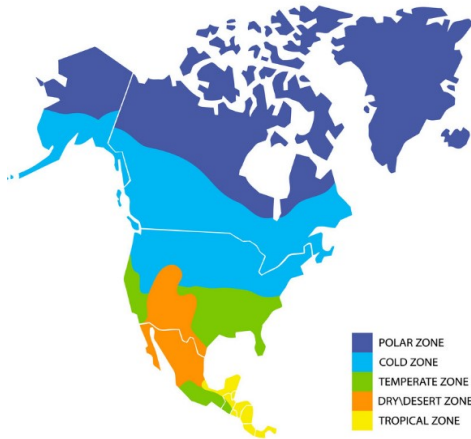 POLAR ZONE
COLD ZONE
TEMPERATE ZONE
DRY\DESERT ZONE
TROPICAL ZONE